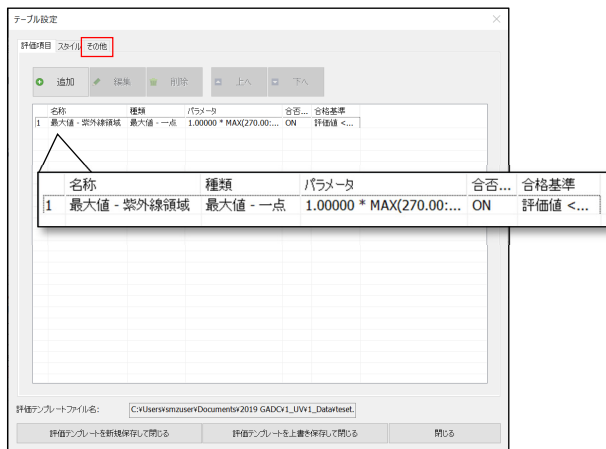 テーブル設定
評価項目 スタイル その他
追加 編集 削除 上へ 下へ
名称 種類 パラメータ 合否... 合格基準
1 最大値 - 紫外線領域 最大値 - 一点 1.00000 * MAX(270.00:... ON 評価値 <...
名称 種類 パラメータ 合否... 合格基準
1 最大値 - 紫外線領域 最大値 - 一点 1.00000 * MAX(270.00:... ON 評価値 <...
評価テンプレートファイル名: C:¥Users¥smzuser¥Documents¥2019 GADC¥1_UV¥1_Data¥teset.
評価テンプレートを新規保存して閉じる 評価テンプレートを上書き保存して閉じる 閉じる